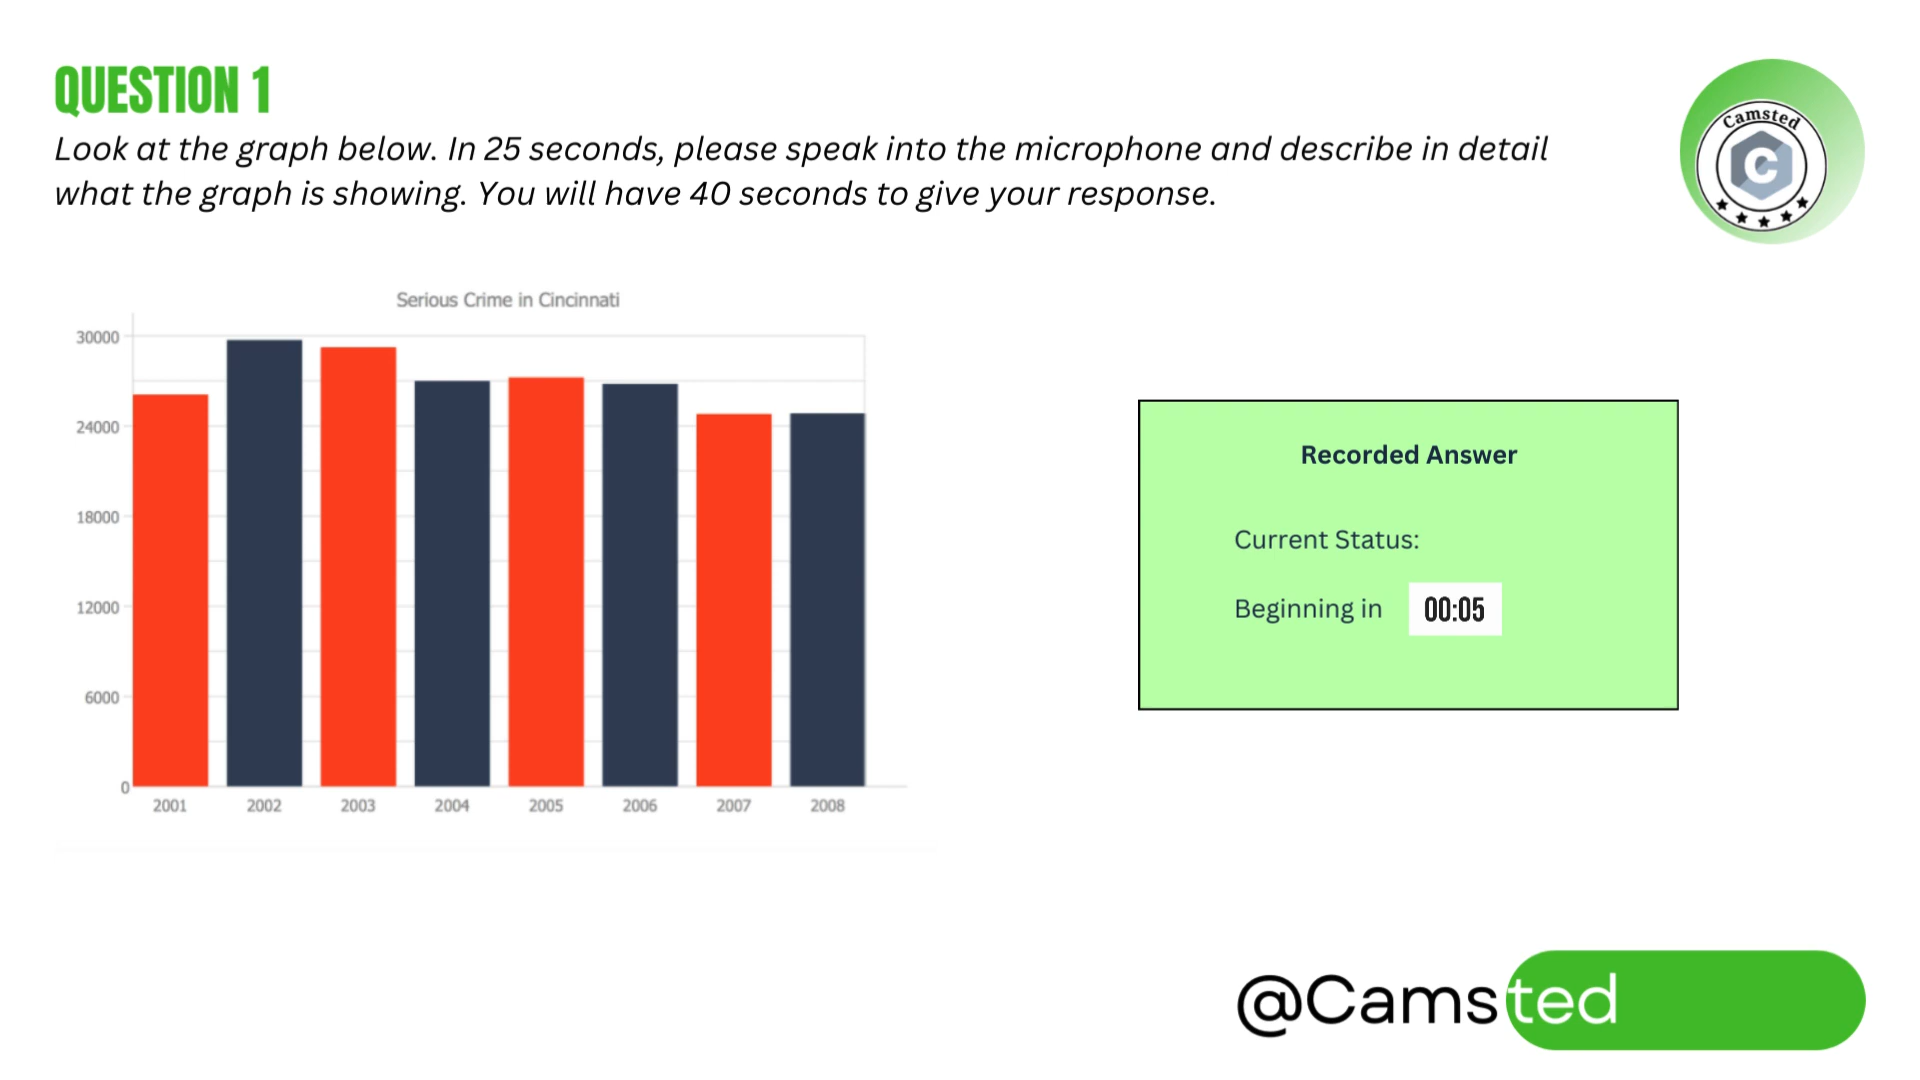 QUESTION 1
Look at the graph below. In 25 seconds, please speak into the microphone and describe in detail
what the graph is showing. You will have 40 seconds to give your response.
Camsted
C
Serious Crime in Cincinnati
30000
24000
18000
12000
6000
0
2001 2002 2003 2004 2005 2006 2007 2008
Recorded Answer
Current Status:
Beginning in 00:05
@Camsted